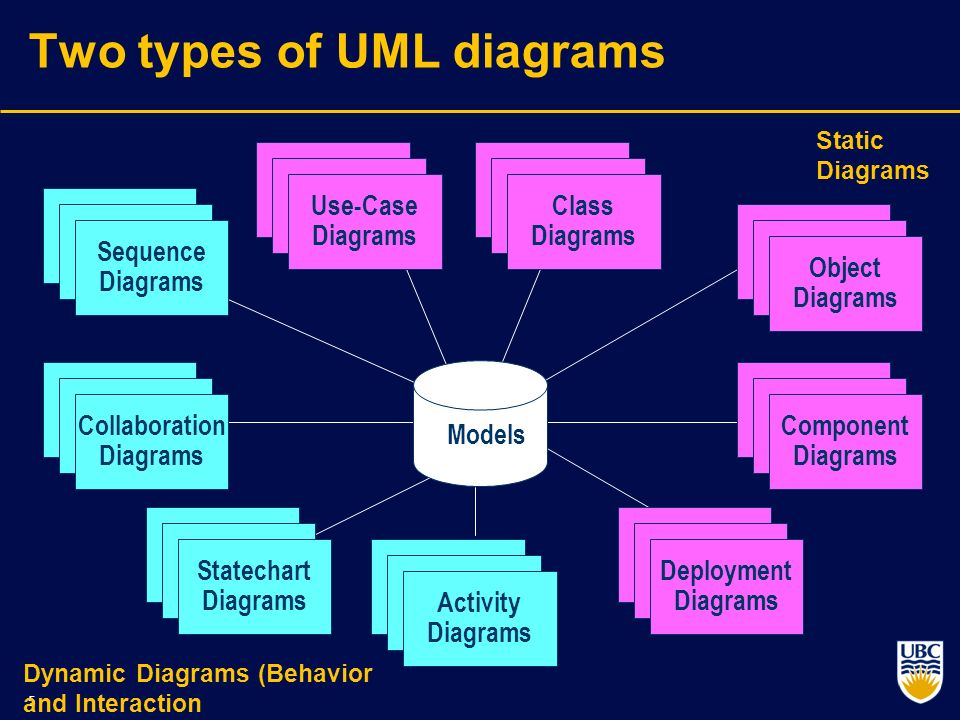 Two types of UML diagrams
Static
Diagrams
Use-Case
Diagrams
Class
Diagrams
Sequence
Diagrams
Object
Diagrams
Collaboration
Diagrams
Models
Component
Diagrams
Statechart
Diagrams
Activity
Diagrams
Deployment
Diagrams
Dynamic Diagrams (Behavior
and Interaction
UBC